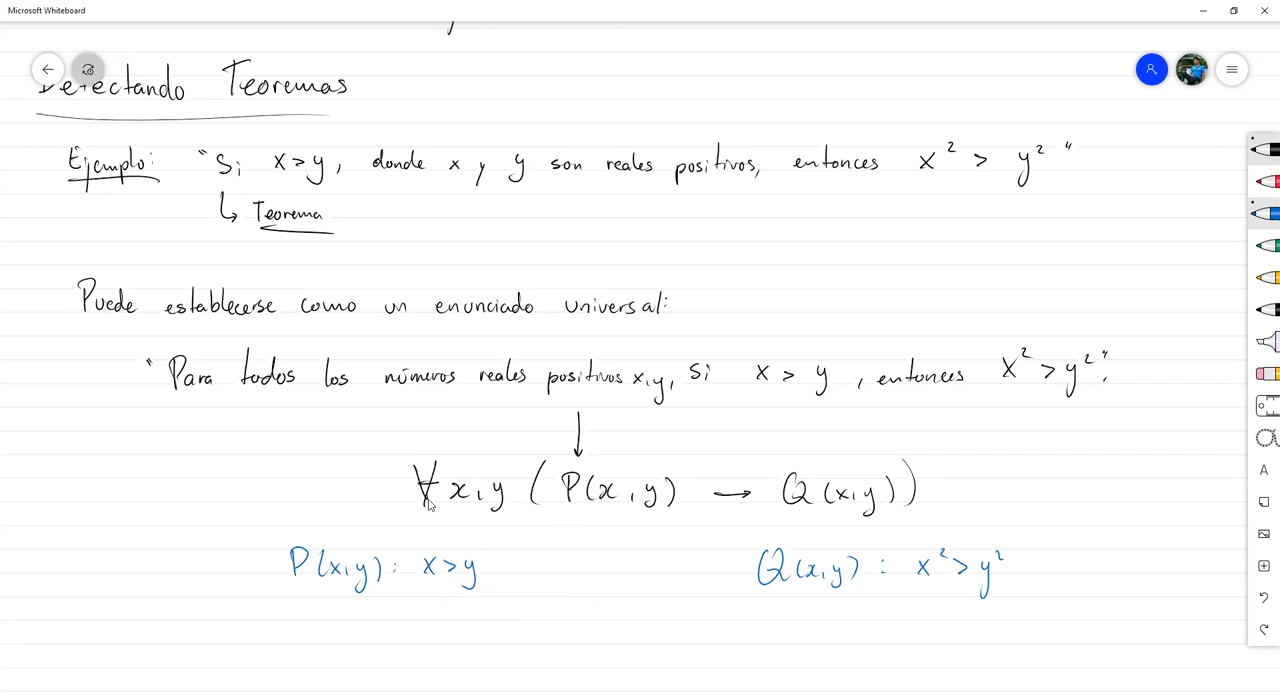 Microsoft Whiteboard
Detectando Teoremas
Ejemplo: "Si x>y, donde x y y son reales positivos, entonces x² > y²"
↳ Teorema
Puede establecerse como un enunciado universal:
"Para todos los números reales positivos x,y, si x > y, entonces x² > y²".
∀x,y (P(x,y) → Q(x,y))
P(x,y): x>y Q(x,y): x²>y²
A